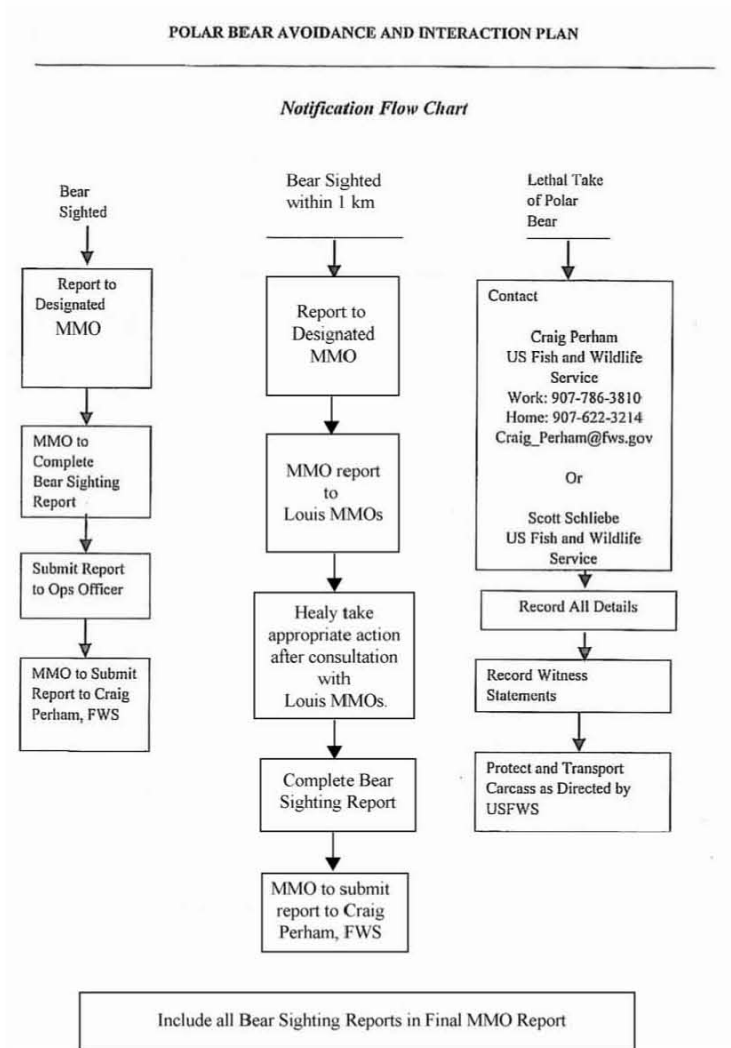 POLAR BEAR AVOIDANCE AND INTERACTION PLAN
Notification Flow Chart
Bear
Sighted
Report to
Designated
MMO
MMO to
Complete
Bear Sighting
Report
Submit Report
to Ops Officer
MMO to Submit
Report to Craig
Perham, FWS
Bear Sighted
within 1 km
Report to
Designated
MMO
MMO report
to
Louis MMOs
Healy take
appropriate action
after consultation
with
Louis MMOs.
Complete Bear
Sighting Report
MMO to submit
report to Craig
Perham, FWS
Lethal Take
of Polar
Bear
Contact
Craig Perham
US Fish and Wildlife
Service
Work: 907-786-3810
Home: 907-622-3214
Craig_Perham@fws.gov
Or
Scott Schliebe
US Fish and Wildlife
Service
Record All Details
Record Witness
Statements
Protect and Transport
Carcass as Directed by
USFWS
Include all Bear Sighting Reports in Final MMO Report